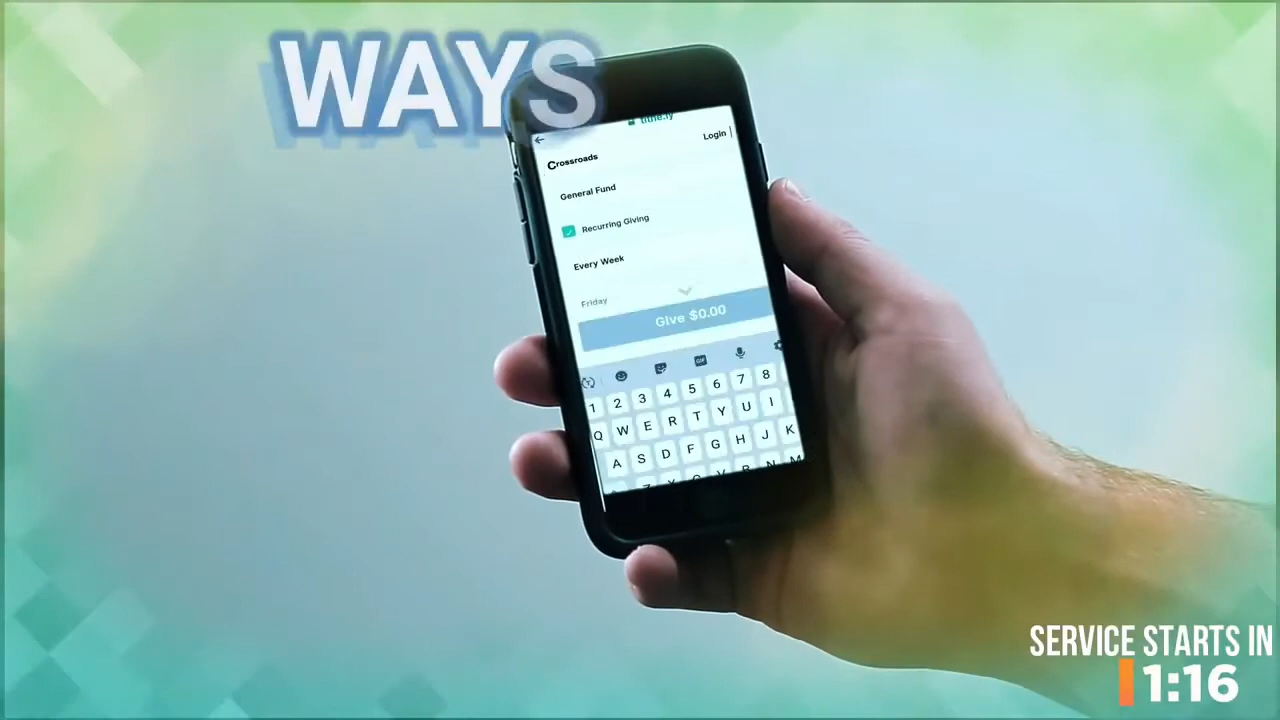 WAYS
tithe.ly
Login
Crossroads
General Fund
Recurring Giving
Every Week
Friday
Give $0.00
GIF
1 2 3 4 5 6 7 8
Q W E R T Y U I
A S D F G H J K
Z X C V B N M
SERVICE STARTS IN
1:16